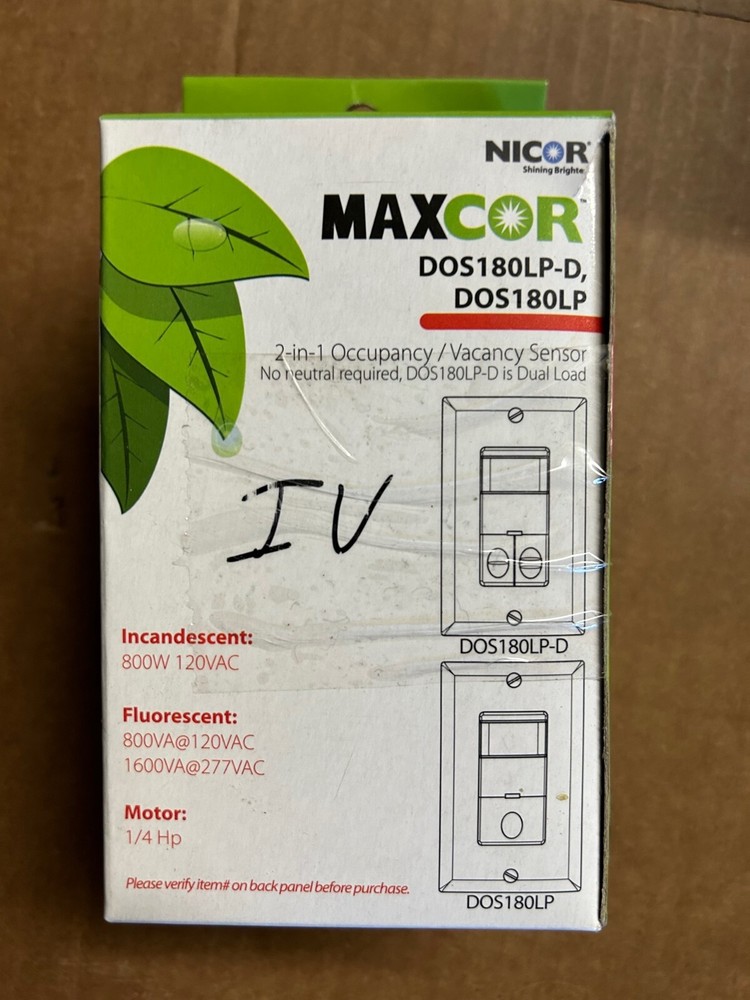 NICOR®
Shining Brighte
MAXCOR™
DOS180LP-D,
DOS180LP
2-in-1 Occupancy / Vacancy Sensor
No neutral required, DOS180LP-D is Dual Load
IV
DOS180LP-D
Incandescent:
800W 120VAC
Fluorescent:
800VA@120VAC
1600VA@277VAC
Motor:
1/4 Hp
Please verify item# on back panel before purchase.
DOS180LP